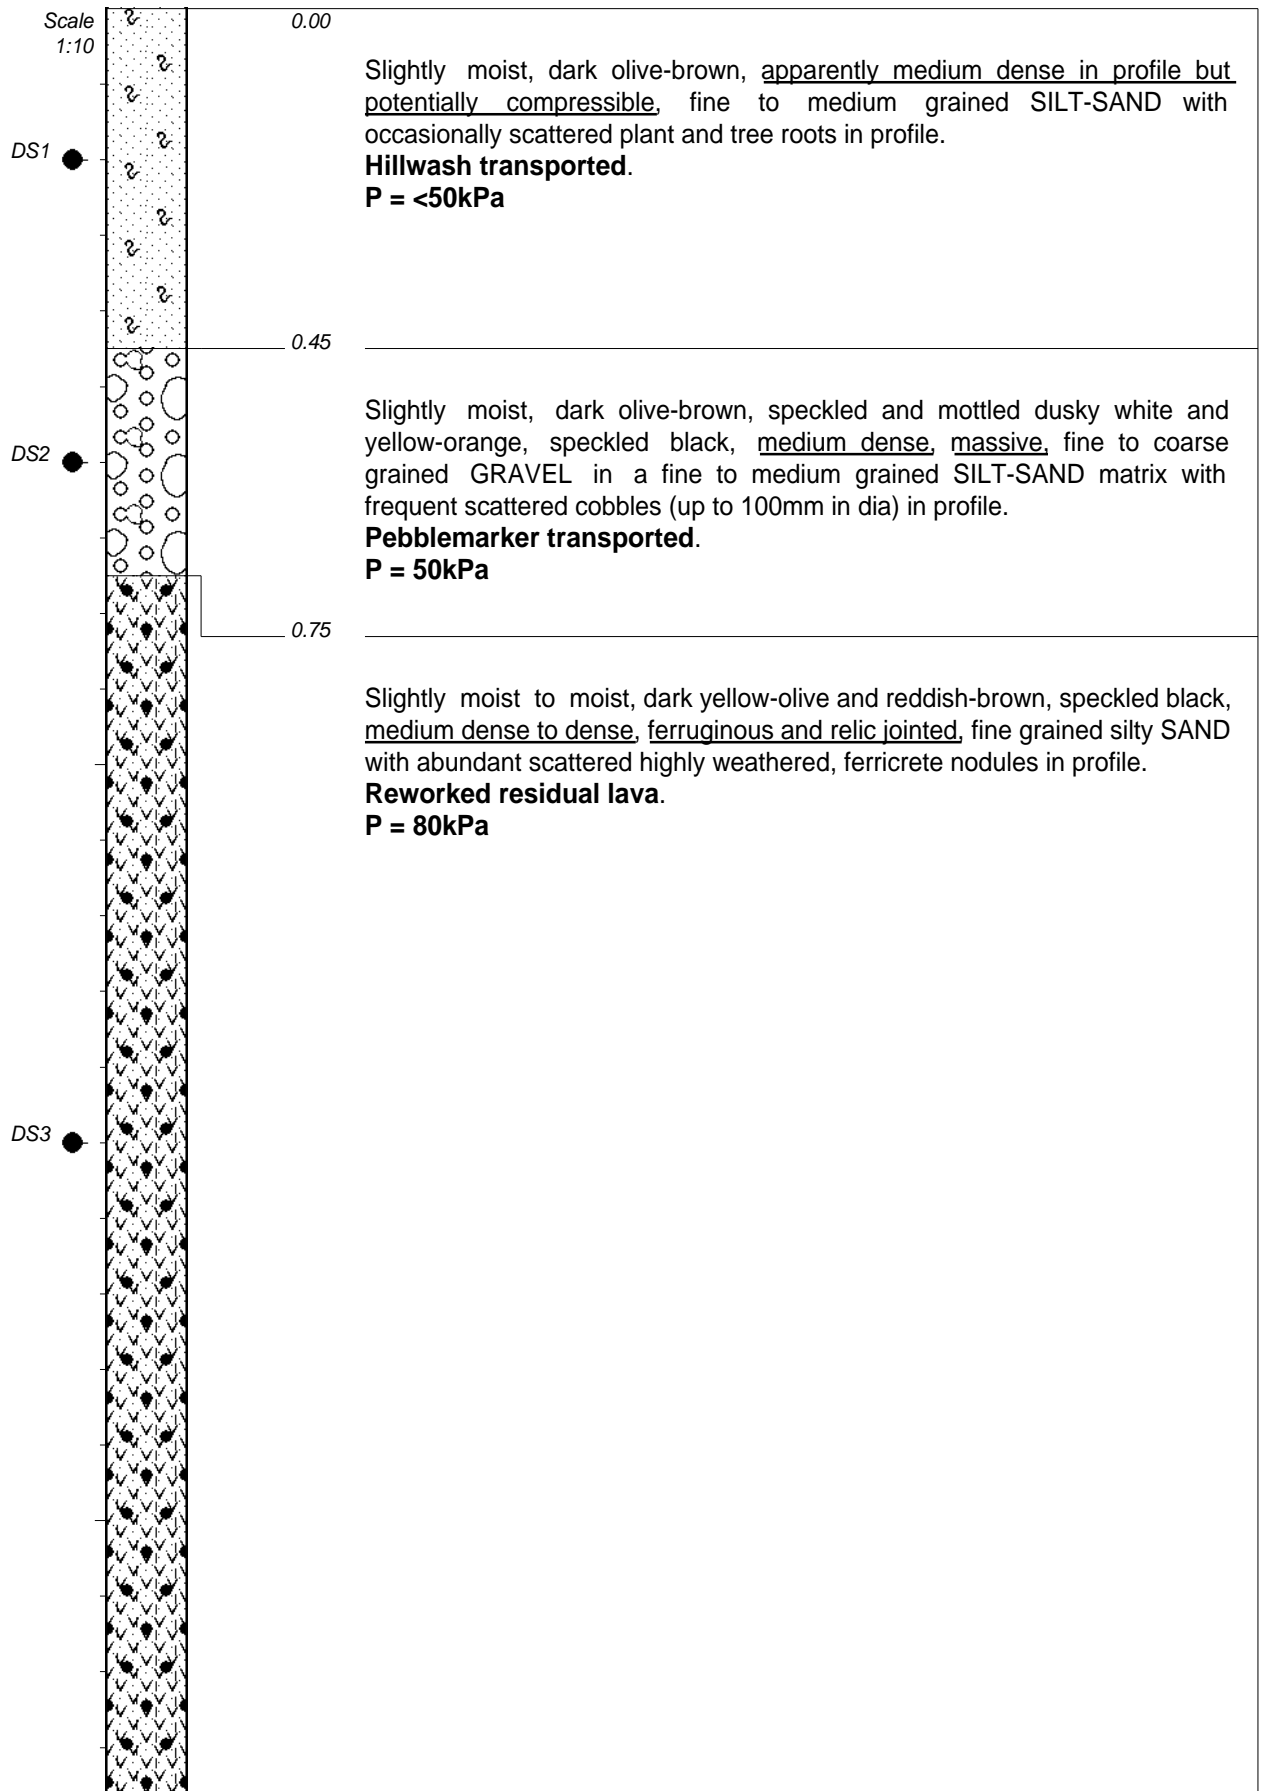 Scale
1:10
0.00
Slightly moist, dark olive-brown, apparently medium dense in profile but
potentially compressible, fine to medium grained SILT-SAND with
occasionally scattered plant and tree roots in profile.
DS1
Hillwash transported.
P = <50kPa
0.45
Slightly moist, dark olive-brown, speckled and mottled dusky white and
yellow-orange, speckled black, medium dense, massive, fine to coarse
DS2
grained GRAVEL in a fine to medium grained SILT-SAND matrix with
frequent scattered cobbles (up to 100mm in dia) in profile.
Pebblemarker transported.
P = 50kPa
0.75
Slightly moist to moist, dark yellow-olive and reddish-brown, speckled black,
medium dense to dense, ferruginous and relic jointed, fine grained silty SAND
with abundant scattered highly weathered, ferricrete nodules in profile.
Reworked residual lava.
P = 80kPa
DS3